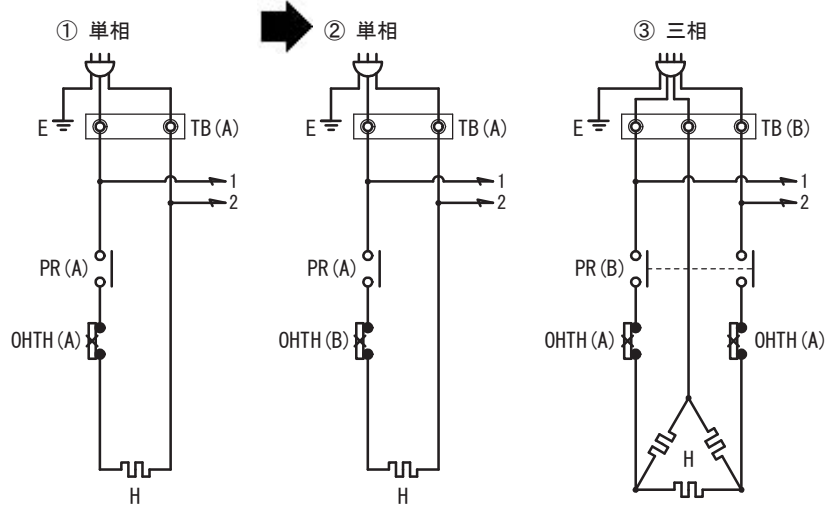 ① 単相
② 単相
③ 三相
E
TB(A)
E
TB(A)
E
TB(B)
1
2
1
2
1
2
PR(A)
PR(A)
PR(B)
OHTH(A)
OHTH(B)
OHTH(A)
OHTH(A)
H
H
H